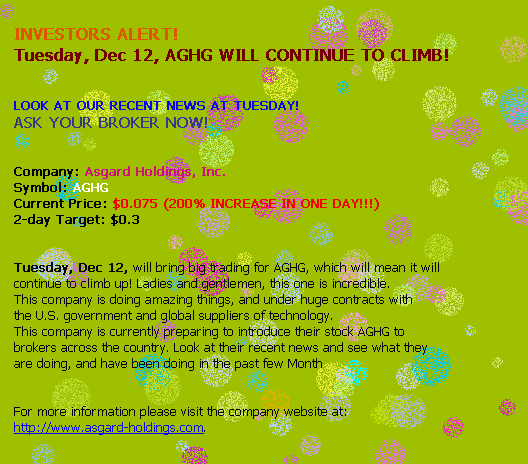 INVESTORS ALERT!
Tuesday, Dec 12, AGHG WILL CONTINUE TO CLIMB!
LOOK AT OUR RECENT NEWS AT TUESDAY!
ASK YOUR BROKER NOW!
Company: Asgard Holdings, Inc.
Symbol: AGHG
Current Price: $0.075 (200% INCREASE IN ONE DAY!!!)
2-day Target: $0.3
Tuesday, Dec 12, will bring big trading for AGHG, which will mean it will
continue to climb up! Ladies and gentlemen, this one is incredible.
This company is doing amazing things, and under huge contracts with
the U.S. government and global suppliers of technology.
This company is currently preparing to introduce their stock AGHG to
brokers across the country. Look at their recent news and see what they
are doing, and have been doing in the past few Month
For more information please visit the company website at:
http://www.asgard-holdings.com.